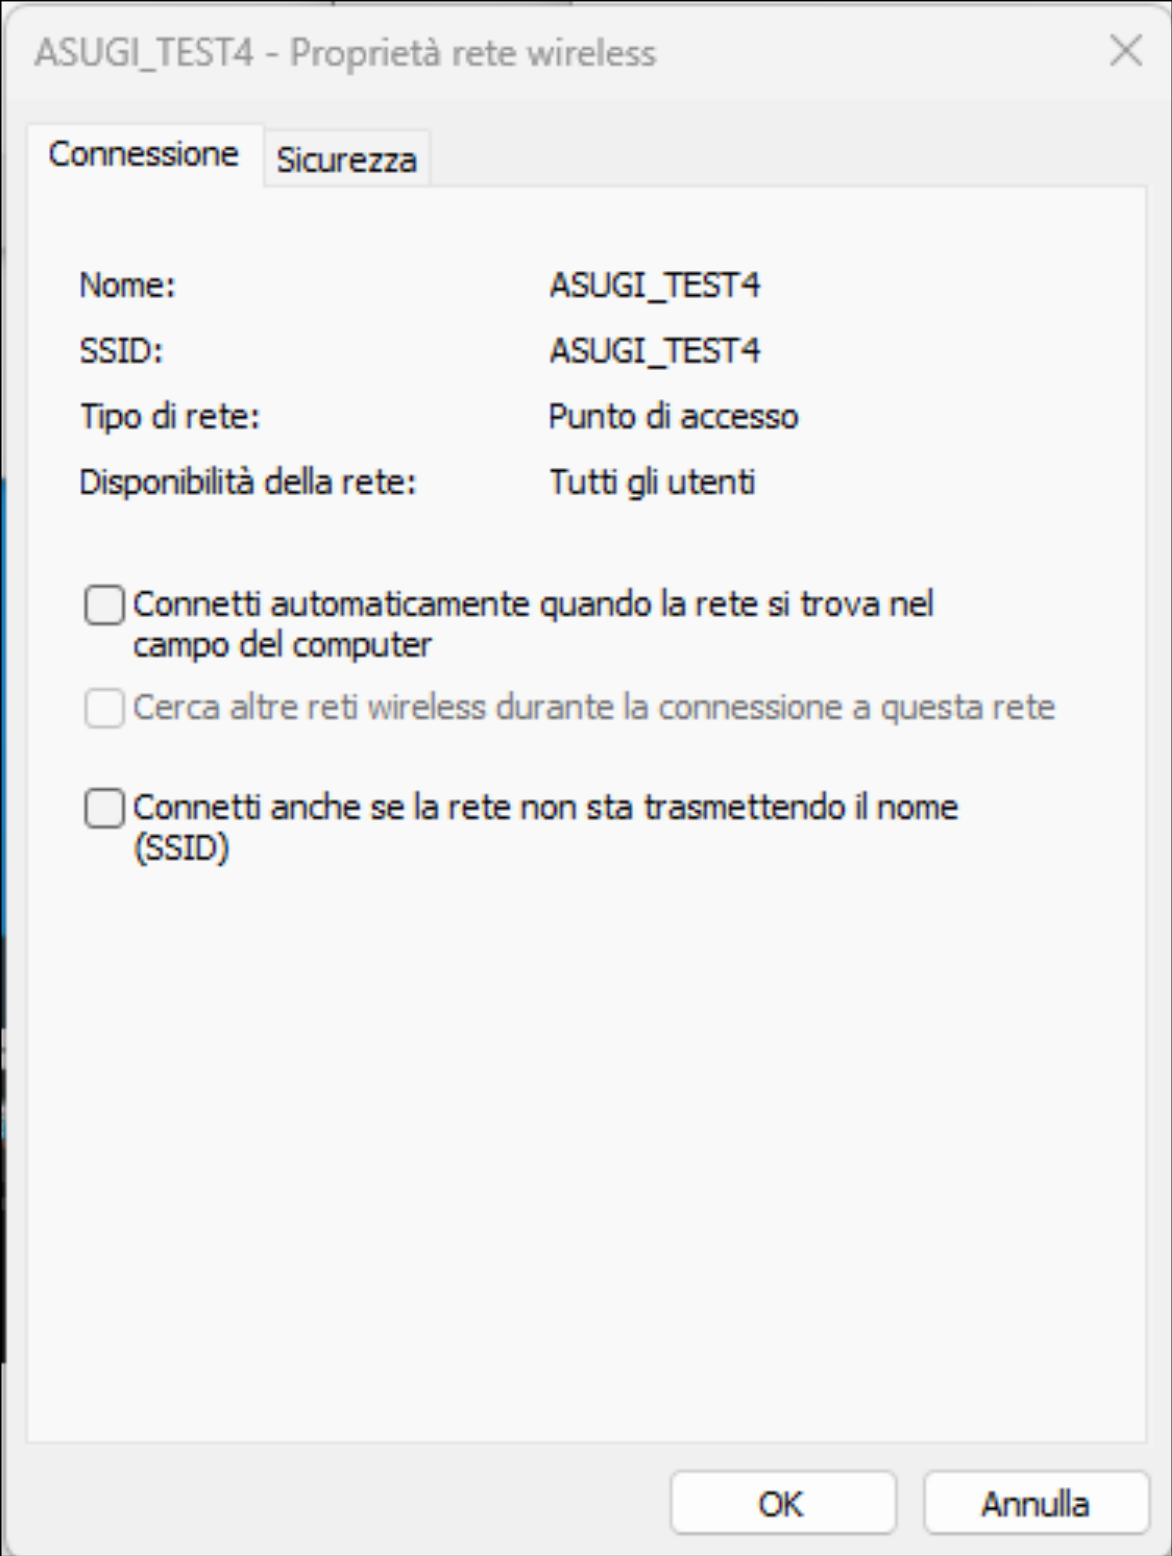 ASUGI_TEST4 - Proprietà rete wireless
Connessione
Sicurezza
Nome: ASUGI_TEST4
SSID: ASUGI_TEST4
Tipo di rete: Punto di accesso
Disponibilità della rete: Tutti gli utenti
Connetti automaticamente quando la rete si trova nel
campo del computer
Cerca altre reti wireless durante la connessione a questa rete
Connetti anche se la rete non sta trasmettendo il nome
(SSID)
OK
Annulla